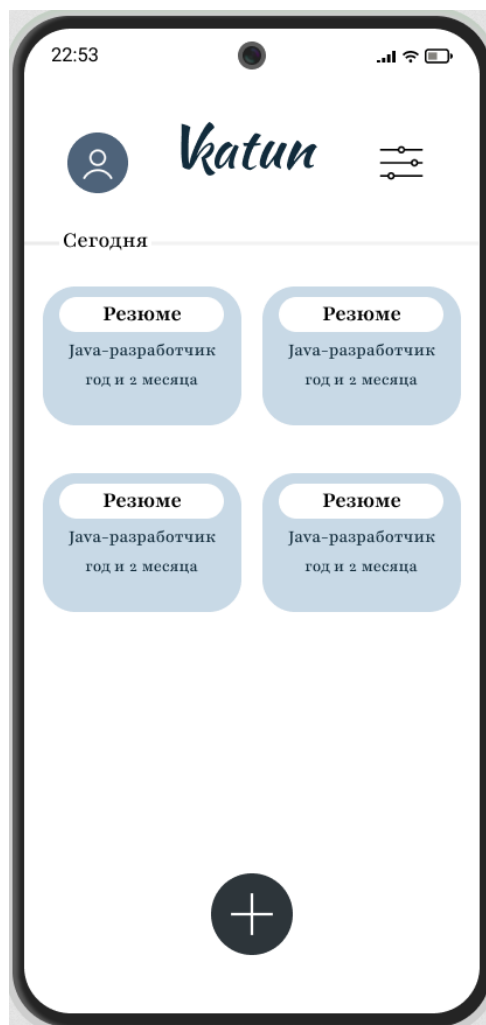 22:53
Vkatun
Сегодня
Резюме
Java-разработчик
год и 2 месяца
Резюме
Java-разработчик
год и 2 месяца
Резюме
Java-разработчик
год и 2 месяца
Резюме
Java-разработчик
год и 2 месяца